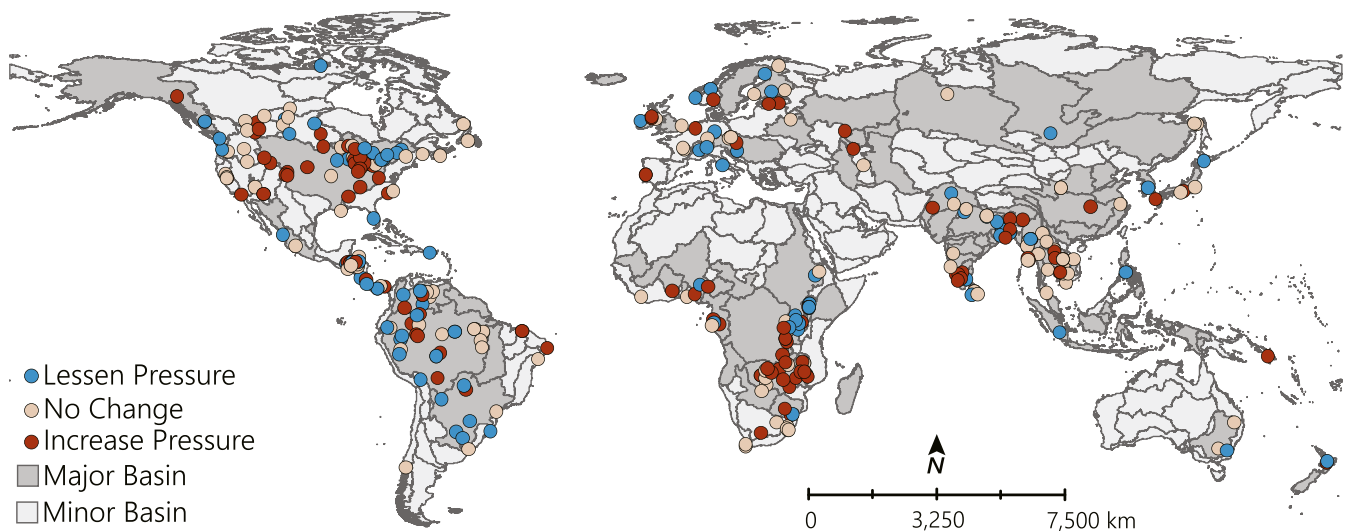 Lessen Pressure
No Change
Increase Pressure
Major Basin
Minor Basin
N
0 3,250 7,500 km